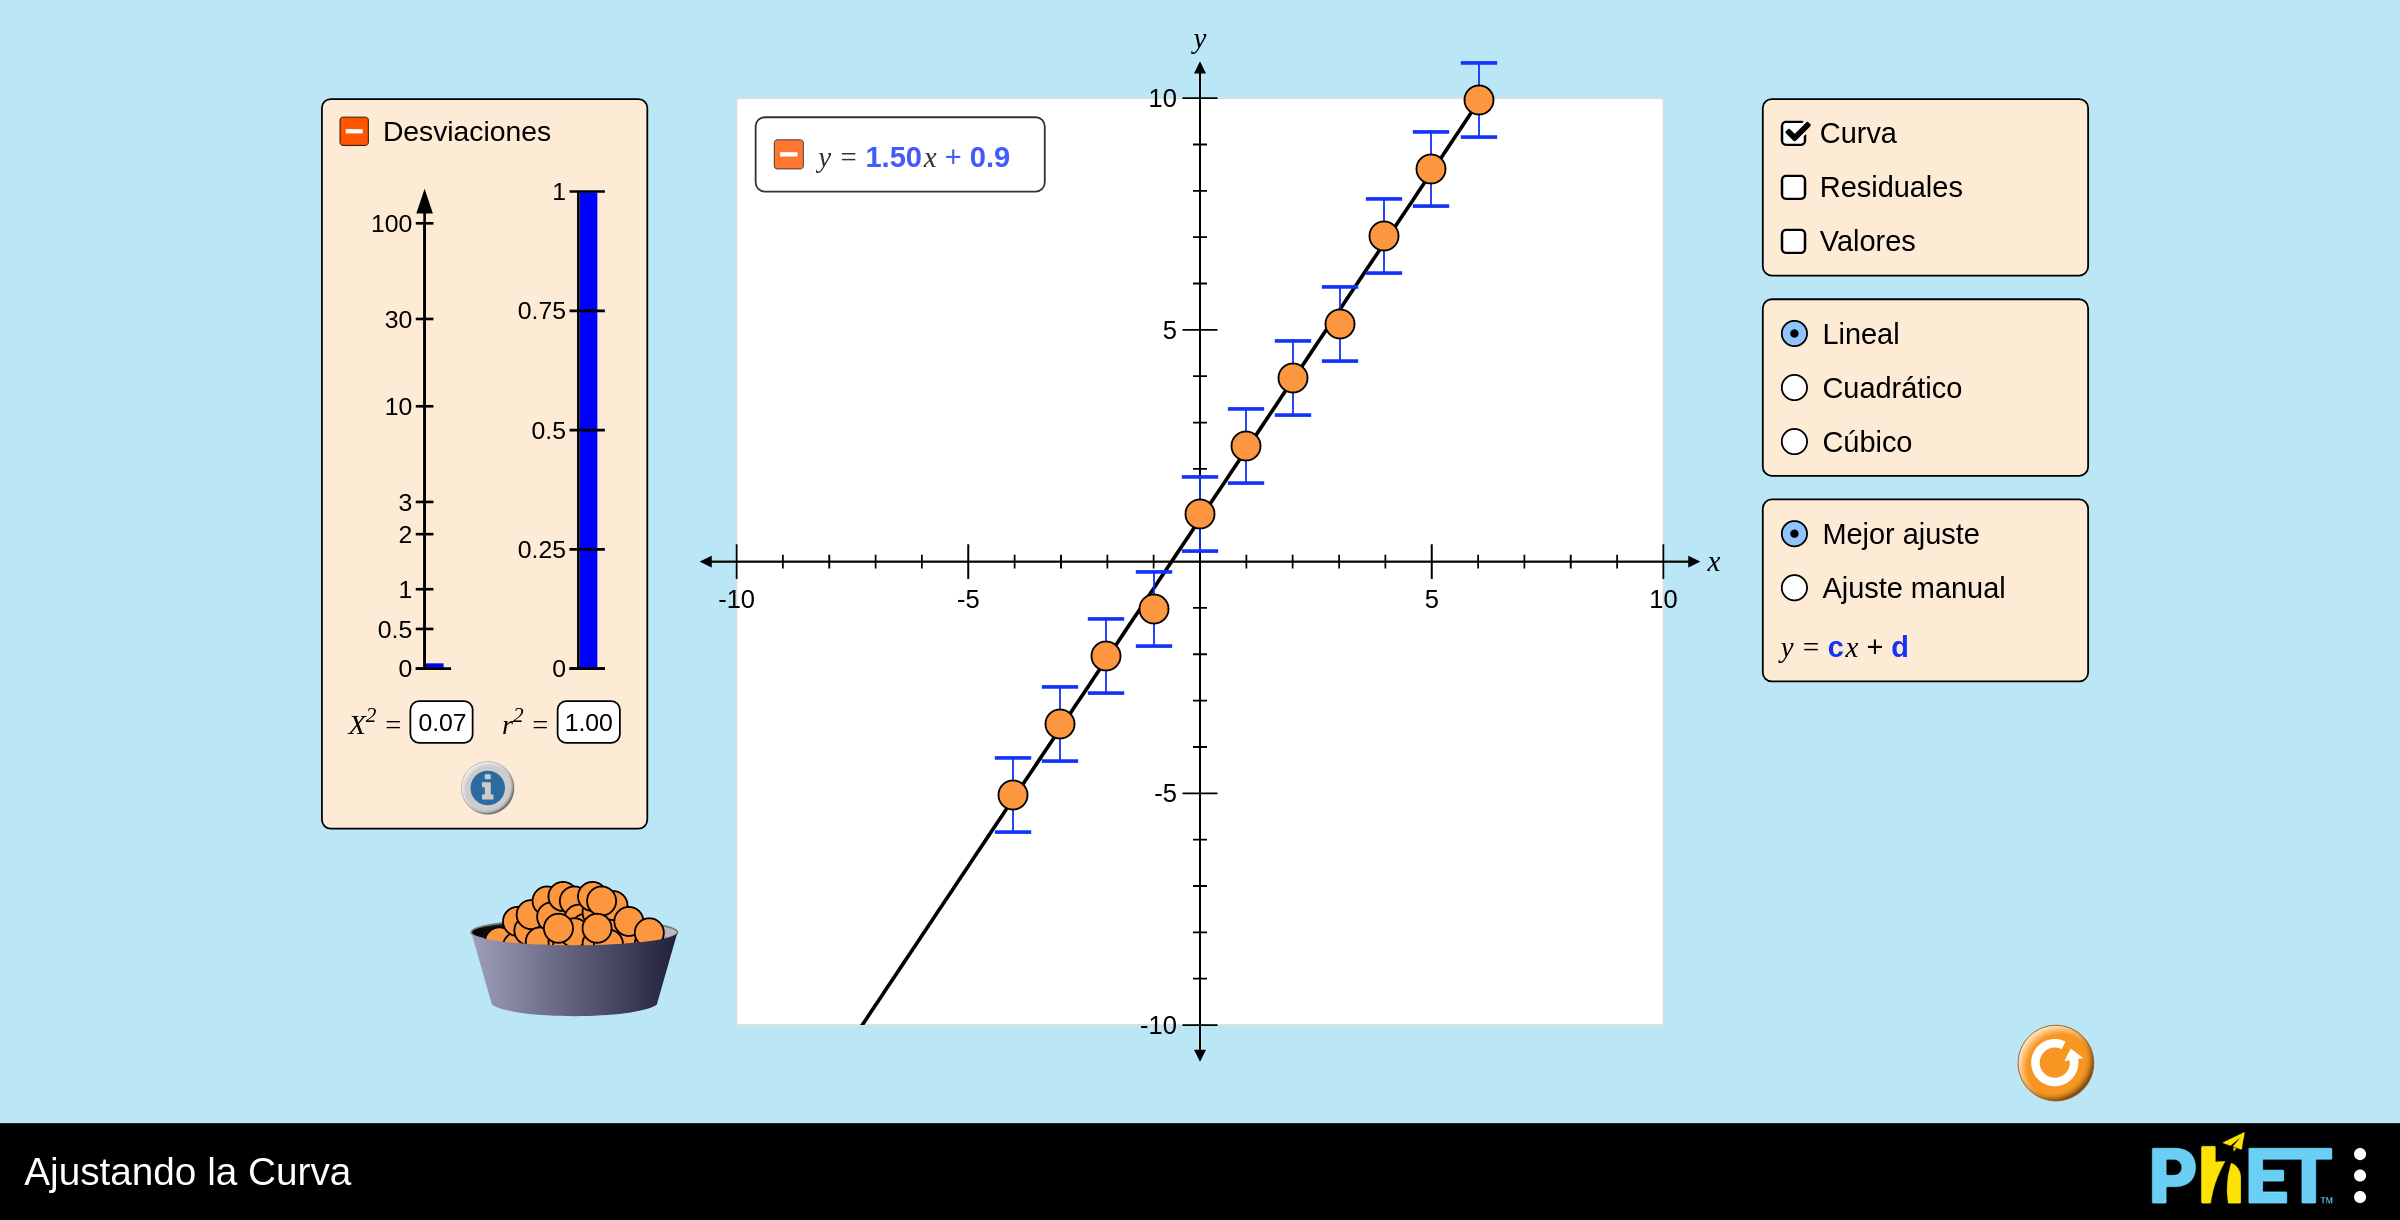 Desviaciones
100
30
10
3
2
1
0.5
0
1
0.75
0.5
0.25
0
X² = 0.07
r² = 1.00
y = 1.50x + 0.9
y
10
5
-5
-10
-10
-5
5
10
x
Curva
Residuales
Valores
Lineal
Cuadrático
Cúbico
Mejor ajuste
Ajuste manual
y = cx + d
Ajustando la Curva
PhET
TM